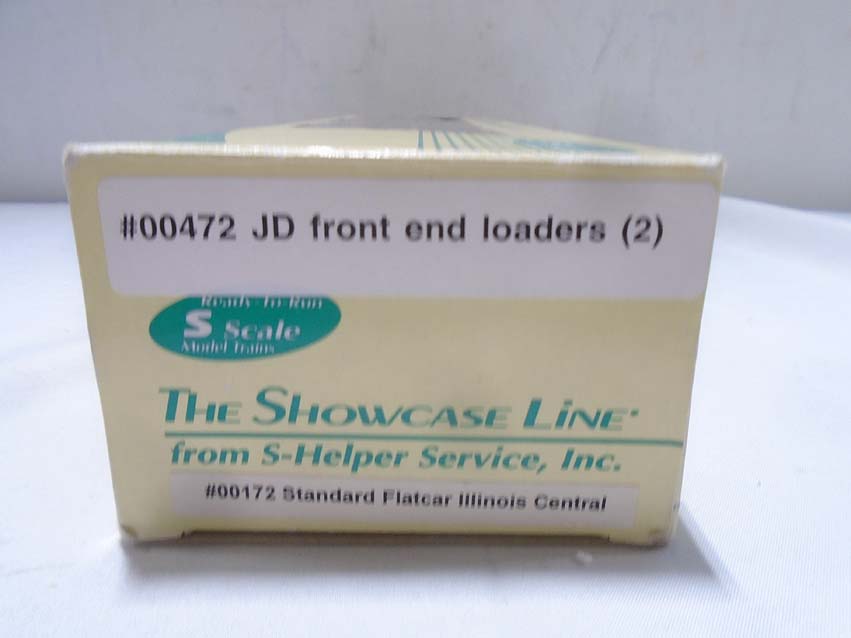 #00472 JD front end loaders (2)
Ready-To-Run
S Scale
Model Trains
THE SHOWCASE LINE
from S-Helper Service, Inc.
#00172 Standard Flatcar Illinois Central